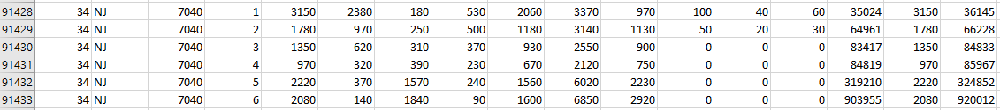 91428 34 NJ 7040 1 3150 2380 180 530 2060 3370 970 100 40 60 35024 3150 36145
91429 34 NJ 7040 2 1780 970 250 500 1180 3140 1130 50 20 30 64961 1780 66228
91430 34 NJ 7040 3 1350 620 310 370 930 2550 900 0 0 0 83417 1350 84833
91431 34 NJ 7040 4 970 320 390 230 670 2120 750 0 0 0 84819 970 85967
91432 34 NJ 7040 5 2220 370 1570 240 1560 6020 2230 0 0 0 319210 2220 324852
91433 34 NJ 7040 6 2080 140 1840 90 1600 6850 2920 0 0 0 903955 2080 920012